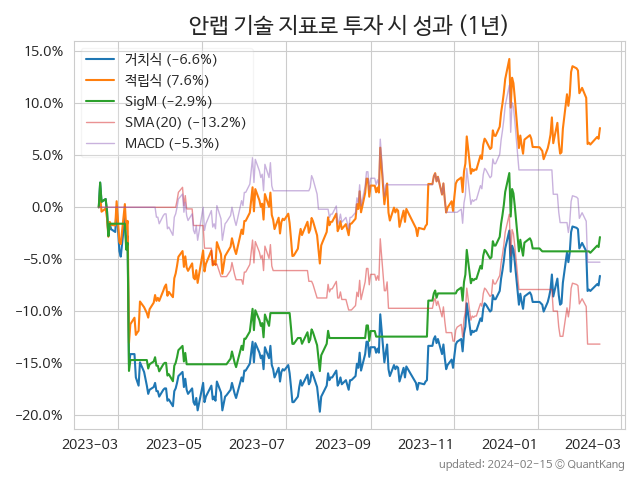 안랩 기술 지표로 투자 시 성과 (1년)
15.0%
10.0%
5.0%
0.0%
−5.0%
−10.0%
−15.0%
−20.0%
거치식 (−6.6%)
적립식 (7.6%)
SigM (−2.9%)
SMA(20) (−13.2%)
MACD (−5.3%)
2023−03 2023−05 2023−07 2023−09 2023−11 2024−01 2024−03
updated: 2024−02−15 ⓒ QuantKang